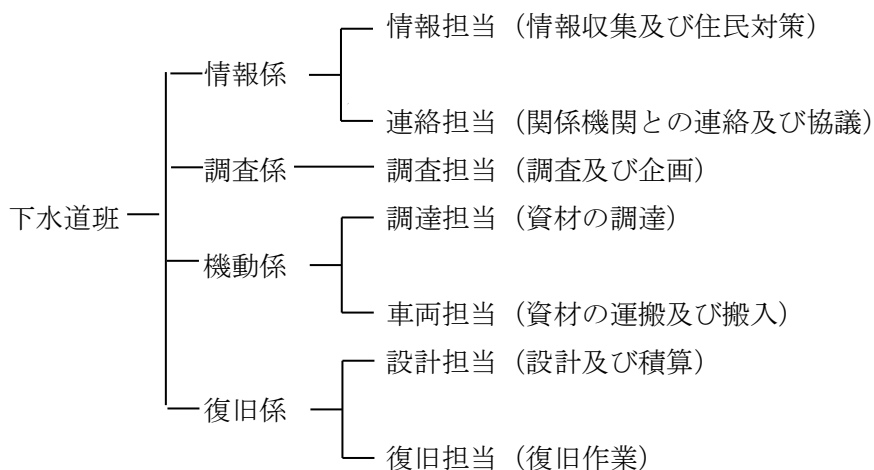 情報担当（情報収集及び住民対策）
情報係
連絡担当（関係機関との連絡及び協議）
調査係
調査担当（調査及び企画）
下水道班
調達担当（資材の調達）
機動係
車両担当（資材の運搬及び搬入）
設計担当（設計及び積算）
復旧係
復旧担当（復旧作業）